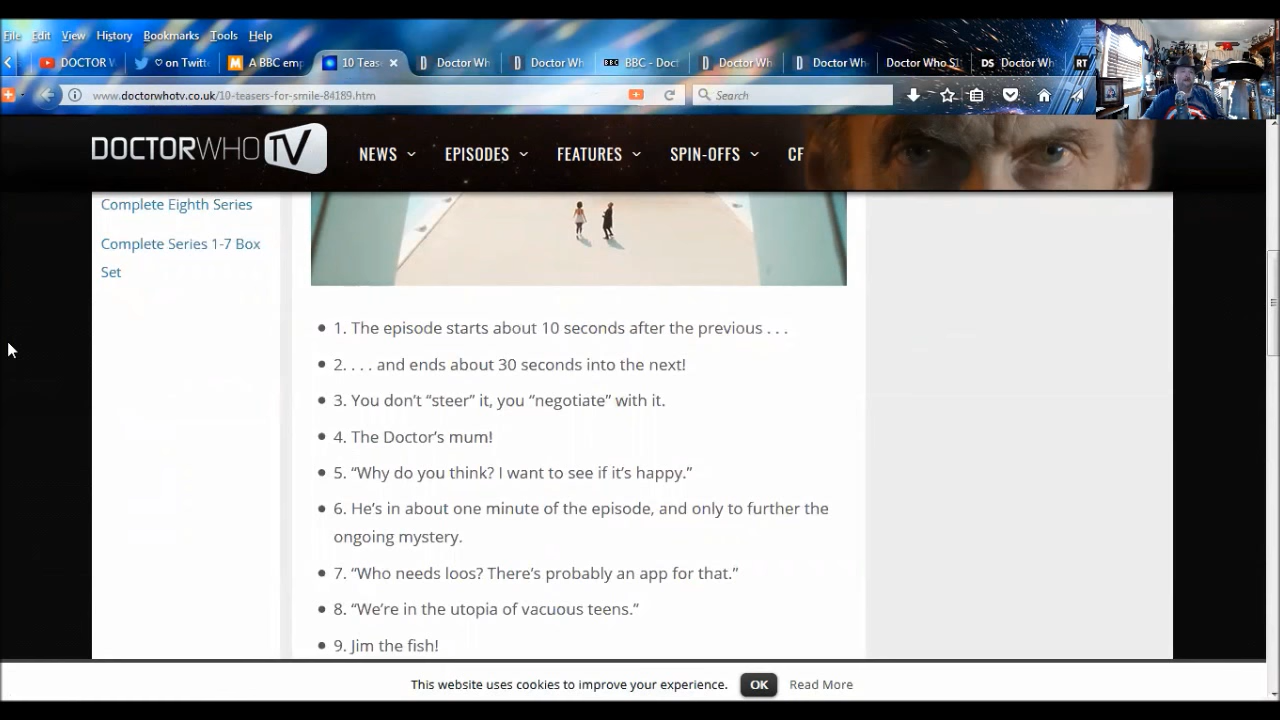 File Edit View History Bookmarks Tools Help
DOCTOR W ♡ on Twitt A BBC emp 10 Teas Doctor Wh Doctor Wh BBC - Doct Doctor Wh Doctor Wh Doctor Who S1 DS Doctor Wh RT
www.doctorwhotv.co.uk/10-teasers-for-smile-84189.htm Search
DOCTORWHO TV NEWS EPISODES FEATURES SPIN-OFFS CF
Complete Eighth Series
Complete Series 1-7 Box
Set
• 1. The episode starts about 10 seconds after the previous . . .
• 2. . . . and ends about 30 seconds into the next!
• 3. You don’t “steer” it, you “negotiate” with it.
• 4. The Doctor’s mum!
• 5. “Why do you think? I want to see if it’s happy.”
• 6. He’s in about one minute of the episode, and only to further the
ongoing mystery.
• 7. “Who needs loos? There’s probably an app for that.”
• 8. “We’re in the utopia of vacuous teens.”
• 9. Jim the fish!
This website uses cookies to improve your experience. OK Read More